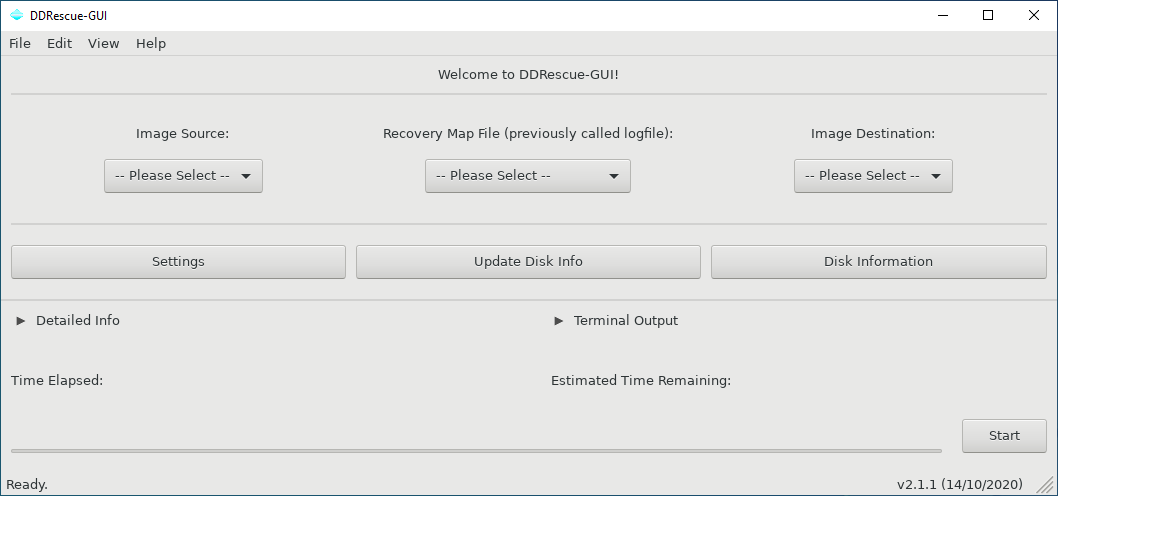 DDRescue-GUI
File Edit View Help
Welcome to DDRescue-GUI!
Image Source: Recovery Map File (previously called logfile): Image Destination:
-- Please Select -- -- Please Select -- -- Please Select --
Settings Update Disk Info Disk Information
Detailed Info Terminal Output
Time Elapsed: Estimated Time Remaining:
Start
Ready. v2.1.1 (14/10/2020)